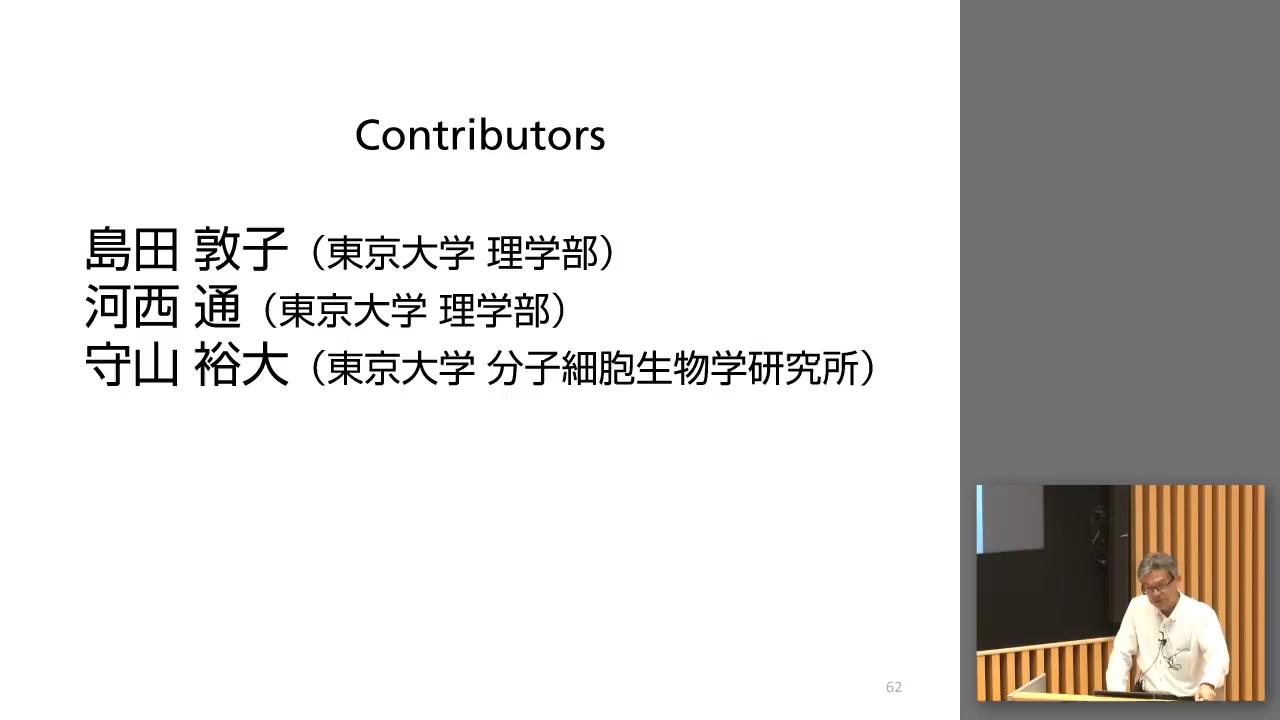 Contributors
島田 敦子（東京大学 理学部）
河西 通（東京大学 理学部）
守山 裕大（東京大学 分子細胞生物学研究所）
62